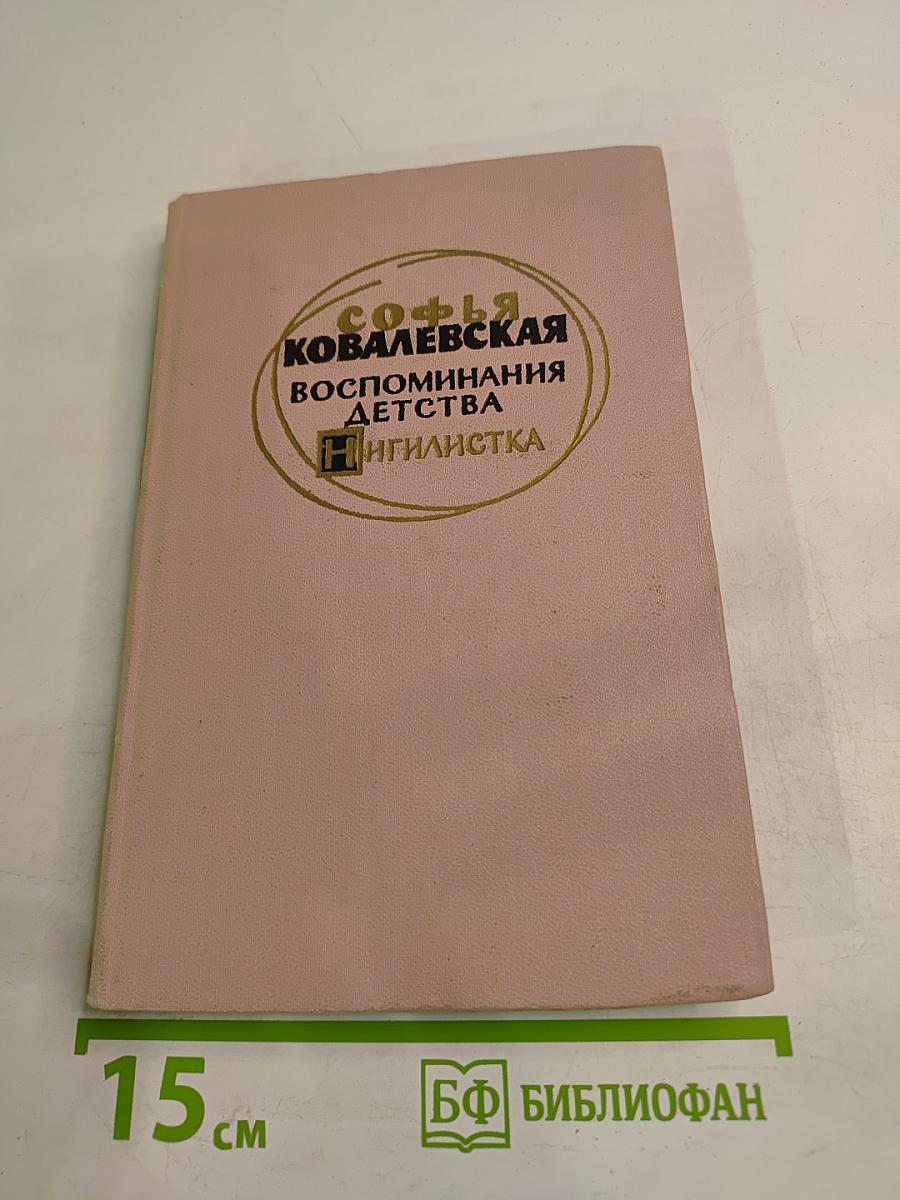 СОФЬЯ
КОВАЛЕВСКАЯ
ВОСПОМИНАНИЯ
ДЕТСТВА
НИГИЛИСТКА
15 см
БФ БИБЛИОФАН